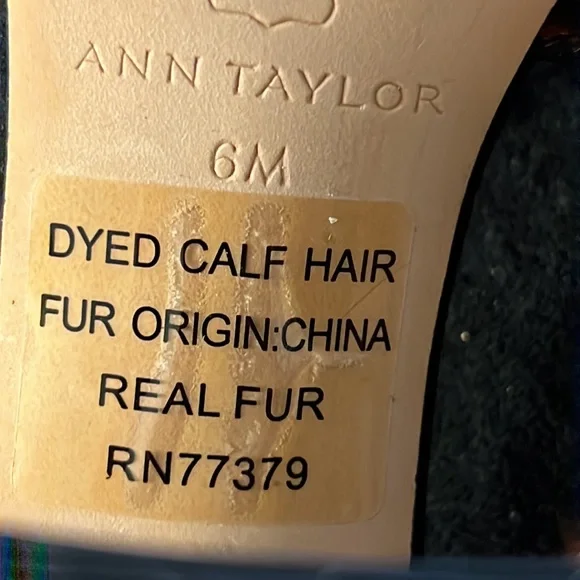 ANN TAYLOR
6M
DYED CALF HAIR
FUR ORIGIN:CHINA
REAL FUR
RN77379